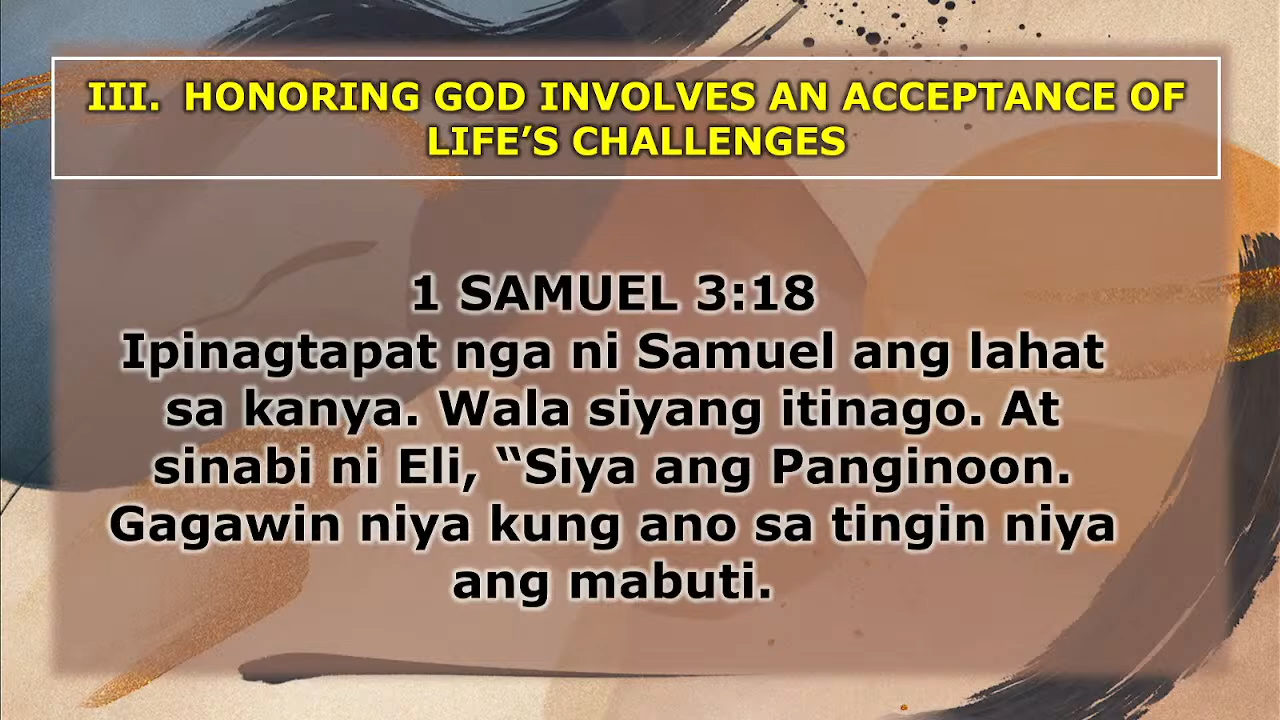 III. HONORING GOD INVOLVES AN ACCEPTANCE OF
LIFE’S CHALLENGES
1 SAMUEL 3:18
Ipinagtapat nga ni Samuel ang lahat
sa kanya. Wala siyang itinago. At
sinabi ni Eli, “Siya ang Panginoon.
Gagawin niya kung ano sa tingin niya
ang mabuti.